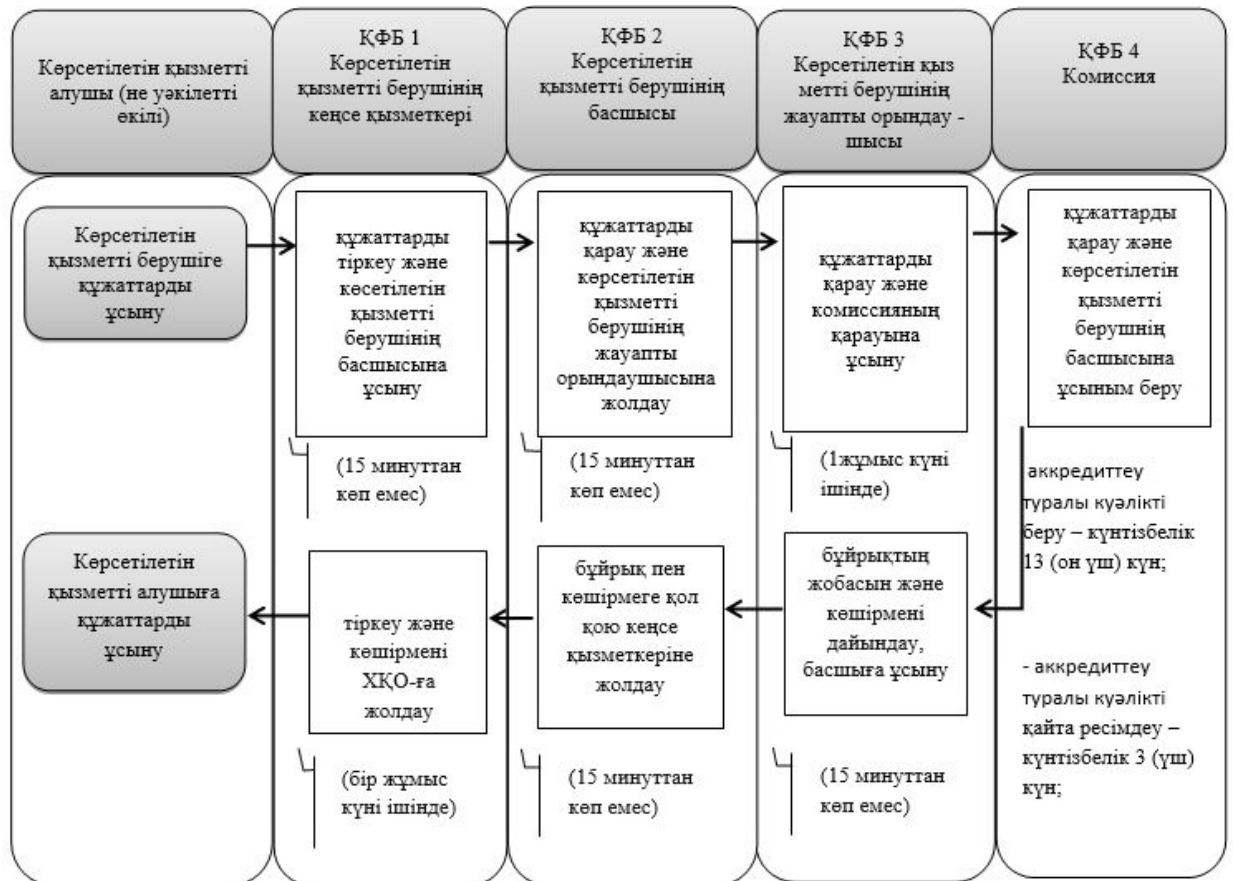 Көрсетілетін қызметті
алушы (не уәкілетті
өкілі)
ҚФБ 1
Көрсетілетін
қызметті берушінің
кеңсе қызметкері
ҚФБ 2
Көрсетілетін
қызметті берушінің
басшысы
ҚФБ 3
Көрсетілетін қыз
метті берушінің
жауапты орындау -
шысы
ҚФБ 4
Комиссия
Көрсетілетін
қызметті берушіге
құжаттарды
ұсыну
құжаттарды
тіркеу және
көсетілетін
қызметті
берушінің
басшысына
ұсыну
(15 минуттан
көп емес)
құжаттарды
қарау және
көрсетілетін
қызметті
берушінің
жауапты
орындаушысына
жолдау
(15 минуттан
көп емес)
құжаттарды
қарау және
комиссияның
қарауына
ұсыну
(1жұмыс күні
ішінде)
құжаттарды
қарау және
көрсетілетін
қызметті
берушнің
басшысына
ұсыным беру
аккредиттеу
туралы куәлікті
беру – күнтізбелік
13 (он үш) күн;
- аккредиттеу
туралы куәлікті
қайта ресімдеу –
күнтізбелік 3 (үш)
күн;
бұйрықтың
жобасын және
көшірмені
дайындау,
басшыға ұсыну
(15 минуттан
көп емес)
бұйрық пен
көшірмеге қол
қою кеңсе
қызметкеріне
жолдау
(15 минуттан
көп емес)
тіркеу және
көшірмені
ХҚО-ға
жолдау
(бір жұмыс
күні ішінде)
Көрсетілетін
қызметті алушыға
құжаттарды
ұсыну